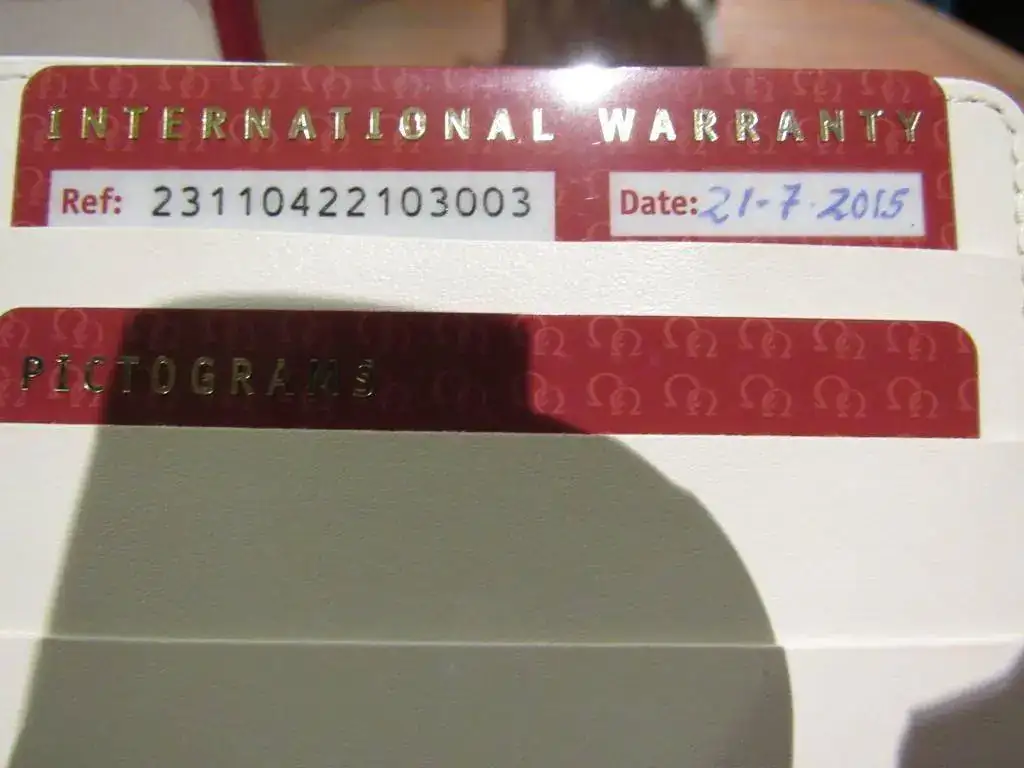 INTERNATIONAL WARRANTY
Ref: 23110422103003 Date: 21-7-2015
PICTOGRAMS